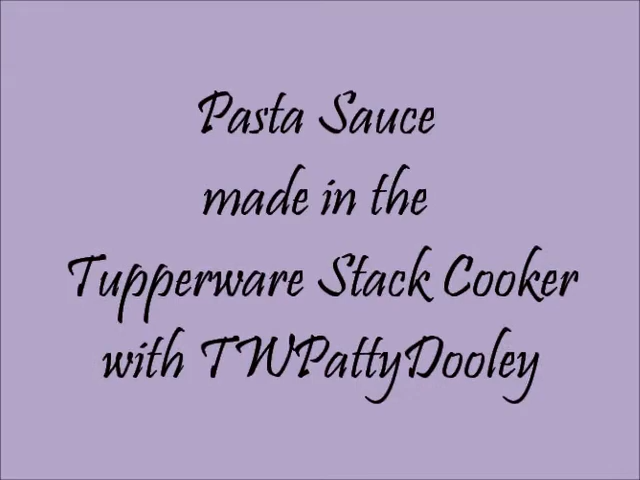 Pasta Sauce
made in the
Tupperware Stack Cooker
with TWPattyDooley